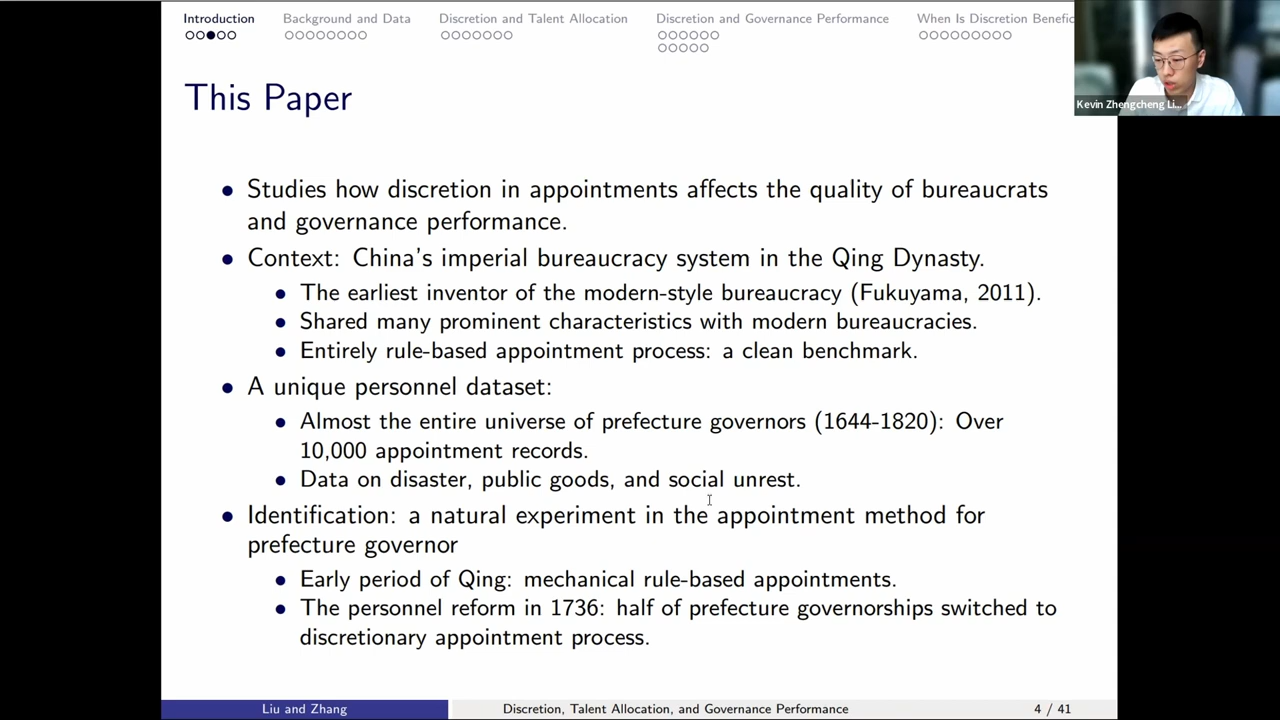 Introduction
Background and Data
Discretion and Talent Allocation
Discretion and Governance Performance
When Is Discretion Benefic
Kevin Zhengcheng Li...
This Paper
• Studies how discretion in appointments affects the quality of bureaucrats
and governance performance.
• Context: China's imperial bureaucracy system in the Qing Dynasty.
• The earliest inventor of the modern-style bureaucracy (Fukuyama, 2011).
• Shared many prominent characteristics with modern bureaucracies.
• Entirely rule-based appointment process: a clean benchmark.
• A unique personnel dataset:
• Almost the entire universe of prefecture governors (1644-1820): Over
10,000 appointment records.
• Data on disaster, public goods, and social unrest.
• Identification: a natural experiment in the appointment method for
prefecture governor
• Early period of Qing: mechanical rule-based appointments.
• The personnel reform in 1736: half of prefecture governorships switched to
discretionary appointment process.
Liu and Zhang
Discretion, Talent Allocation, and Governance Performance
4 / 41